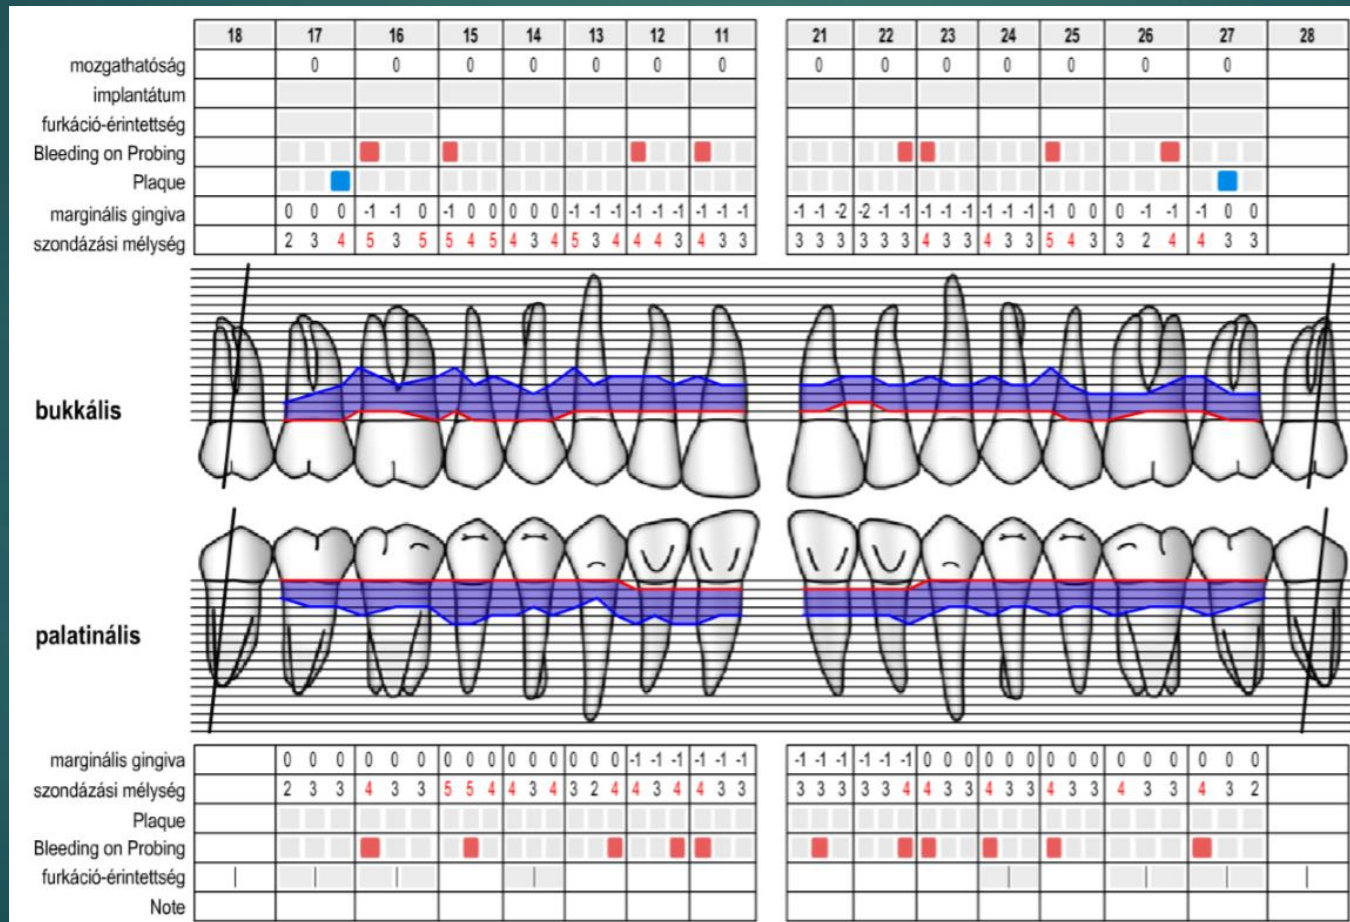 18 17 16 15 14 13 12 11 21 22 23 24 25 26 27 28
mozgathatóság 0 0 0 0 0 0 0 0 0 0 0 0 0 0
implantátum
furkáció-érintettség
Bleeding on Probing
Plaque
marginális gingiva 0 0 0 -1 -1 0 -1 0 0 0 0 0 -1 -1 -1 -1 -1 -1 -1 -1 -1 -1 -1 -2 -2 -1 -1 -1 -1 -1 -1 -1 -1 -1 0 0 0 -1 -1 -1 0 0
szondázási mélység 2 3 4 5 3 5 5 4 5 4 3 4 5 3 4 4 4 3 4 3 3 3 3 3 3 3 3 4 3 3 4 3 3 5 4 3 3 2 4 4 3 3
bukkális
palatinális
marginális gingiva 0 0 0 0 0 0 0 0 0 0 0 0 0 0 0 -1 -1 -1 -1 -1 -1 -1 -1 -1 -1 -1 -1 0 0 0 0 0 0 0 0 0 0 0 0 0 0 0
szondázási mélység 2 3 3 4 3 3 5 5 4 4 3 4 3 2 4 4 3 4 4 3 3 3 3 3 3 3 4 4 3 3 4 3 3 4 3 3 4 3 3 4 3 2
Plaque
Bleeding on Probing
furkáció-érintettség
Note